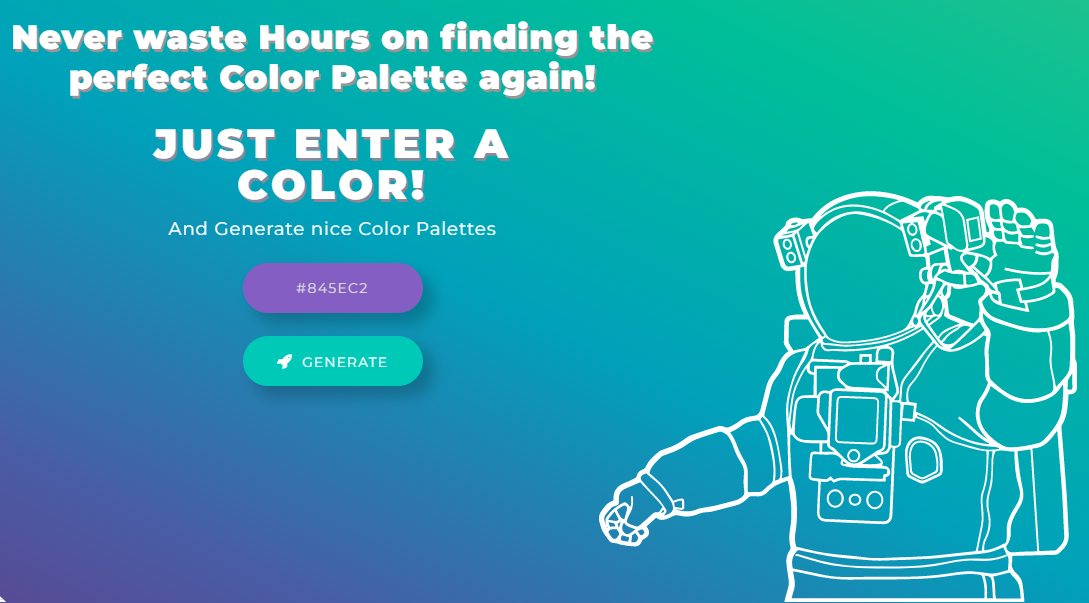 Never waste Hours on finding the
perfect Color Palette again!
JUST ENTER A
COLOR!
And Generate nice Color Palettes
#845EC2
GENERATE